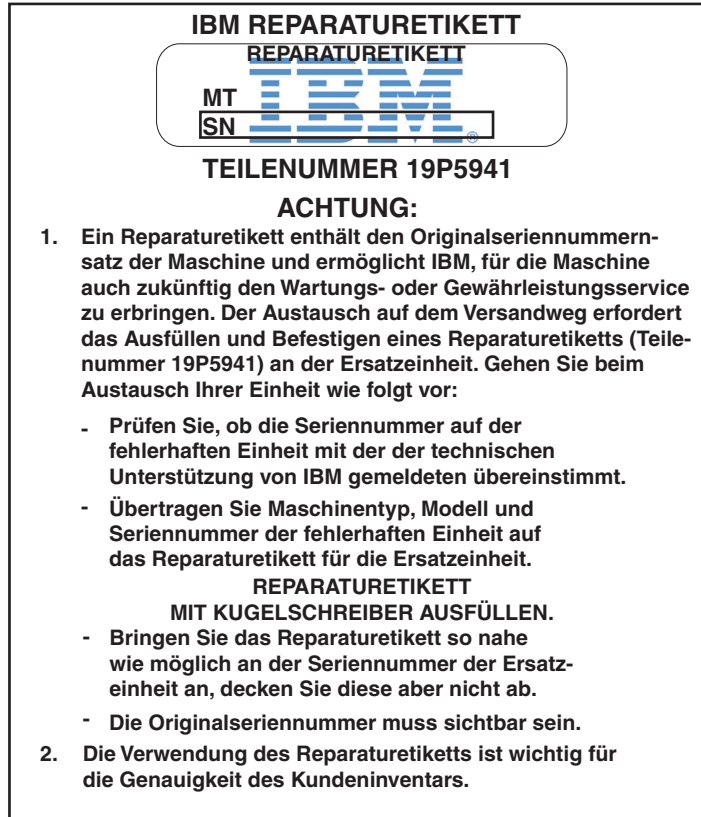 IBM REPARATURETIKETT
REPARATURETIKETT
IBM®
MT
SN
TEILENUMMER 19P5941
ACHTUNG:
1. Ein Reparaturetikett enthält den Originalseriennummern-
satz der Maschine und ermöglicht IBM, für die Maschine
auch zukünftig den Wartungs- oder Gewährleistungsservice
zu erbringen. Der Austausch auf dem Versandweg erfordert
das Ausfüllen und Befestigen eines Reparaturetiketts (Teile-
nummer 19P5941) an der Ersatzeinheit. Gehen Sie beim
Austausch Ihrer Einheit wie folgt vor:
- Prüfen Sie, ob die Seriennummer auf der
fehlerhaften Einheit mit der der technischen
Unterstützung von IBM gemeldeten übereinstimmt.
- Übertragen Sie Maschinentyp, Modell und
Seriennummer der fehlerhaften Einheit auf
das Reparaturetikett für die Ersatzeinheit.
REPARATURETIKETT
MIT KUGELSCHREIBER AUSFÜLLEN.
- Bringen Sie das Reparaturetikett so nahe
wie möglich an der Seriennummer der Ersatz-
einheit an, decken Sie diese aber nicht ab.
- Die Originalseriennummer muss sichtbar sein.
2. Die Verwendung des Reparaturetiketts ist wichtig für
die Genauigkeit des Kundeninventars.